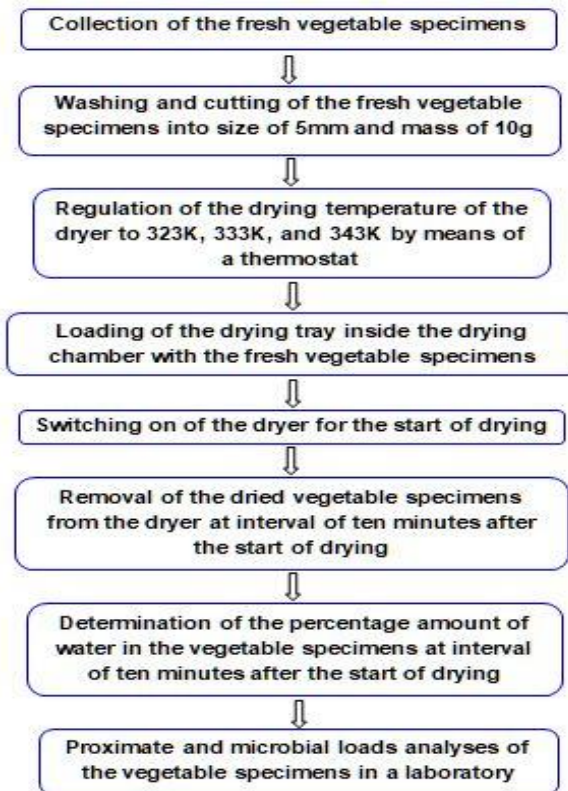 Collection of the fresh vegetable specimens
Washing and cutting of the fresh vegetable
specimens into size of 5mm and mass of 10g
Regulation of the drying temperature of the
dryer to 323K, 333K, and 343K by means of
a thermostat
Loading of the drying tray inside the drying
chamber with the fresh vegetable specimens
Switching on of the dryer for the start of drying
Removal of the dried vegetable specimens
from the dryer at interval of ten minutes after
the start of drying
Determination of the percentage amount of
water in the vegetable specimens at interval
of ten minutes after the start of drying
Proximate and microbial loads analyses of
the vegetable specimens in a laboratory